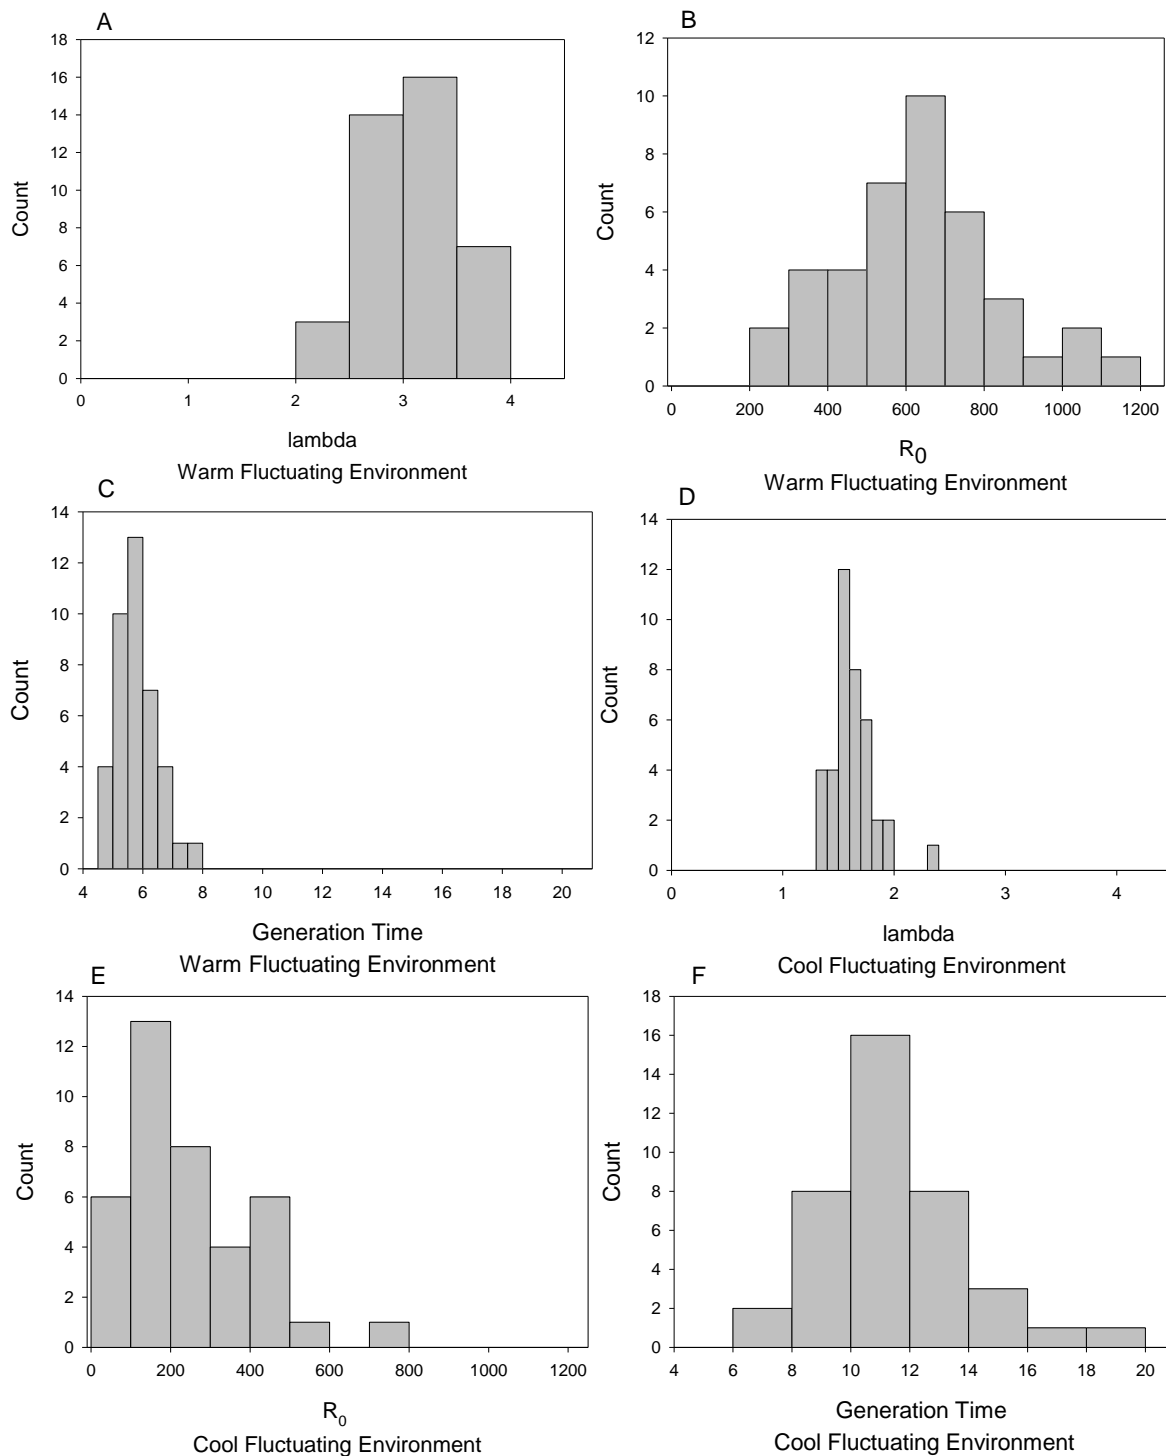 A
18
16
14
12
10
8
6
4
2
0
Count
0 1 2 3 4
lambda
Warm Fluctuating Environment
B
12
10
8
6
4
2
0
Count
0 200 400 600 800 1000 1200
R0
Warm Fluctuating Environment
C
14
12
10
8
6
4
2
0
Count
4 6 8 10 12 14 16 18 20
Generation Time
Warm Fluctuating Environment
D
14
12
10
8
6
4
2
0
Count
0 1 2 3 4
lambda
Cool Fluctuating Environment
E
14
12
10
8
6
4
2
0
Count
0 200 400 600 800 1000 1200
R0
Cool Fluctuating Environment
F
18
16
14
12
10
8
6
4
2
0
Count
4 6 8 10 12 14 16 18 20
Generation Time
Cool Fluctuating Environment